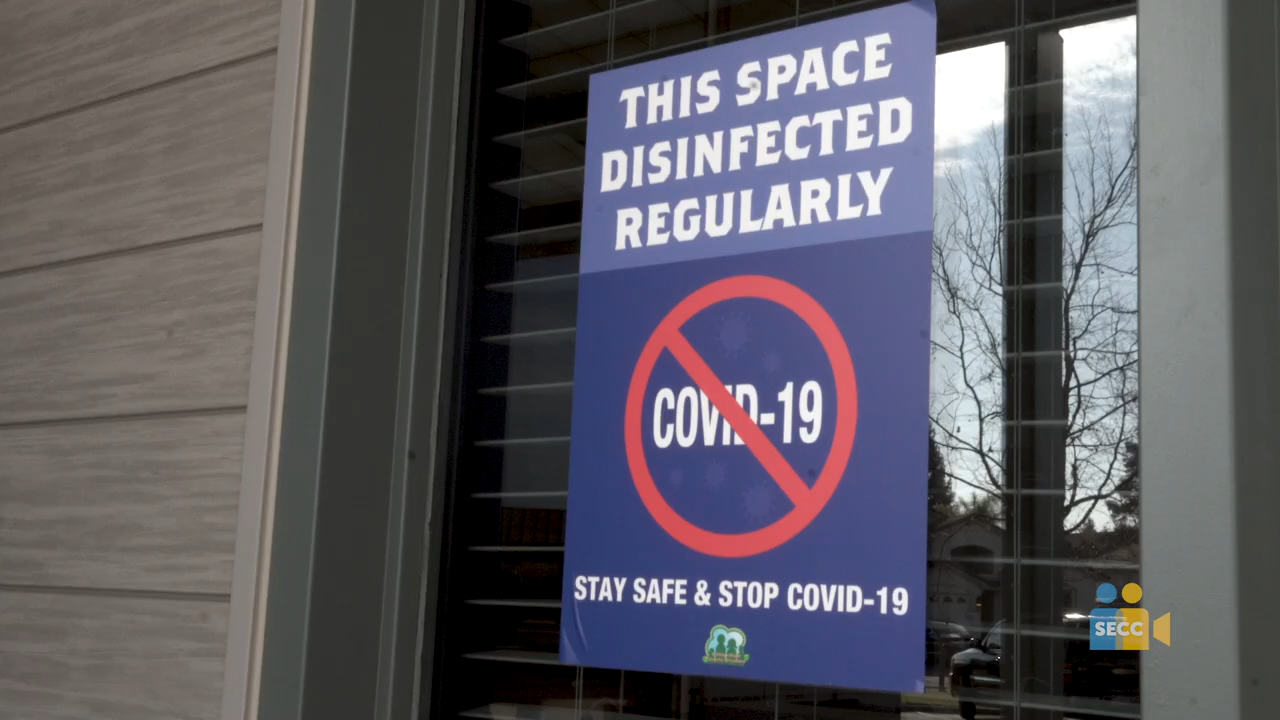 THIS SPACE
DISINFECTED
REGULARLY
COVID-19
STAY SAFE & STOP COVID-19
SECC